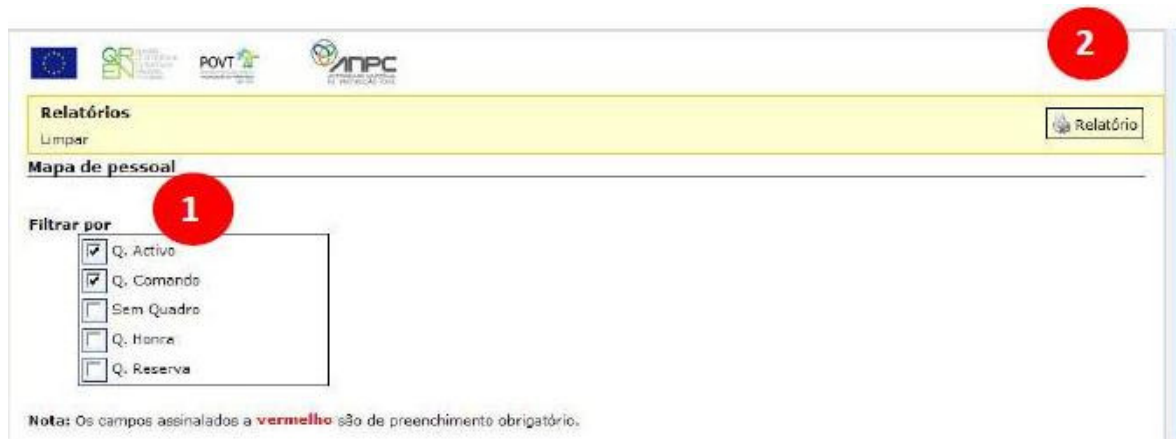 2
QREN
POVT
ANPC
Relatórios
Relatório
Limpar
Mapa de pessoal
1
Filtrar por
Q. Activo
Q. Comando
Sem Quadro
Q. Honra
Q. Reserva
Nota: Os campos assinalados a vermelho são de preenchimento obrigatório.